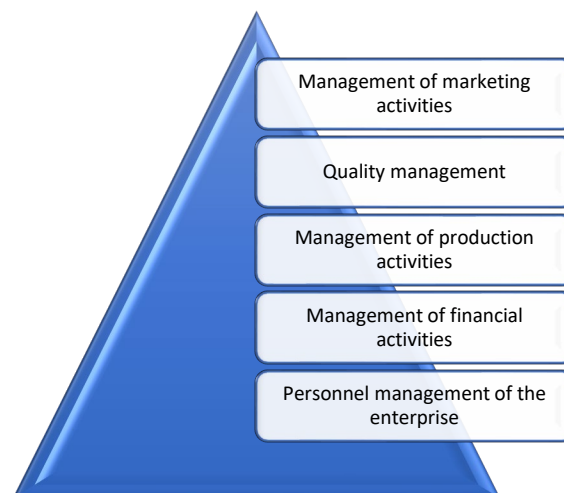 Management of marketing
activities
Quality management
Management of production
activities
Management of financial
activities
Personnel management of the
enterprise